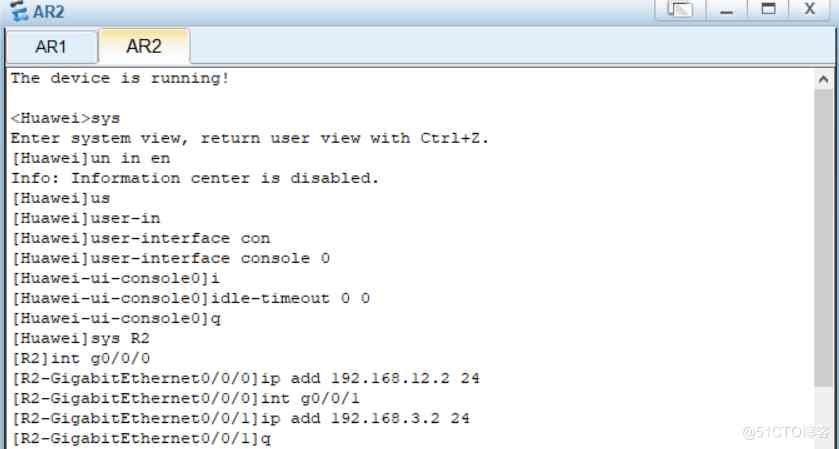 AR2
AR1 AR2
The device is running!
<Huawei>sys
Enter system view, return user view with Ctrl+Z.
[Huawei]un in en
Info: Information center is disabled.
[Huawei]us
[Huawei]user-in
[Huawei]user-interface con
[Huawei]user-interface console 0
[Huawei-ui-console0]i
[Huawei-ui-console0]idle-timeout 0 0
[Huawei-ui-console0]q
[Huawei]sys R2
[R2]int g0/0/0
[R2-GigabitEthernet0/0/0]ip add 192.168.12.2 24
[R2-GigabitEthernet0/0/0]int g0/0/1
[R2-GigabitEthernet0/0/1]ip add 192.168.3.2 24
[R2-GigabitEthernet0/0/1]q
@51CTO博客